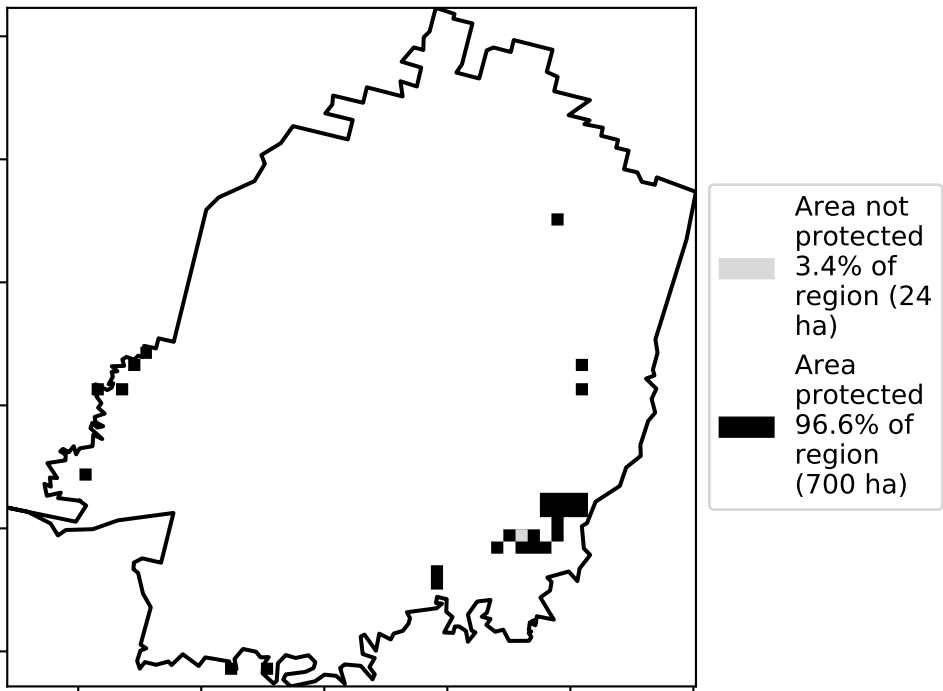 Area not
protected
3.4% of
region (24
ha)
Area
protected
96.6% of
region
(700 ha)